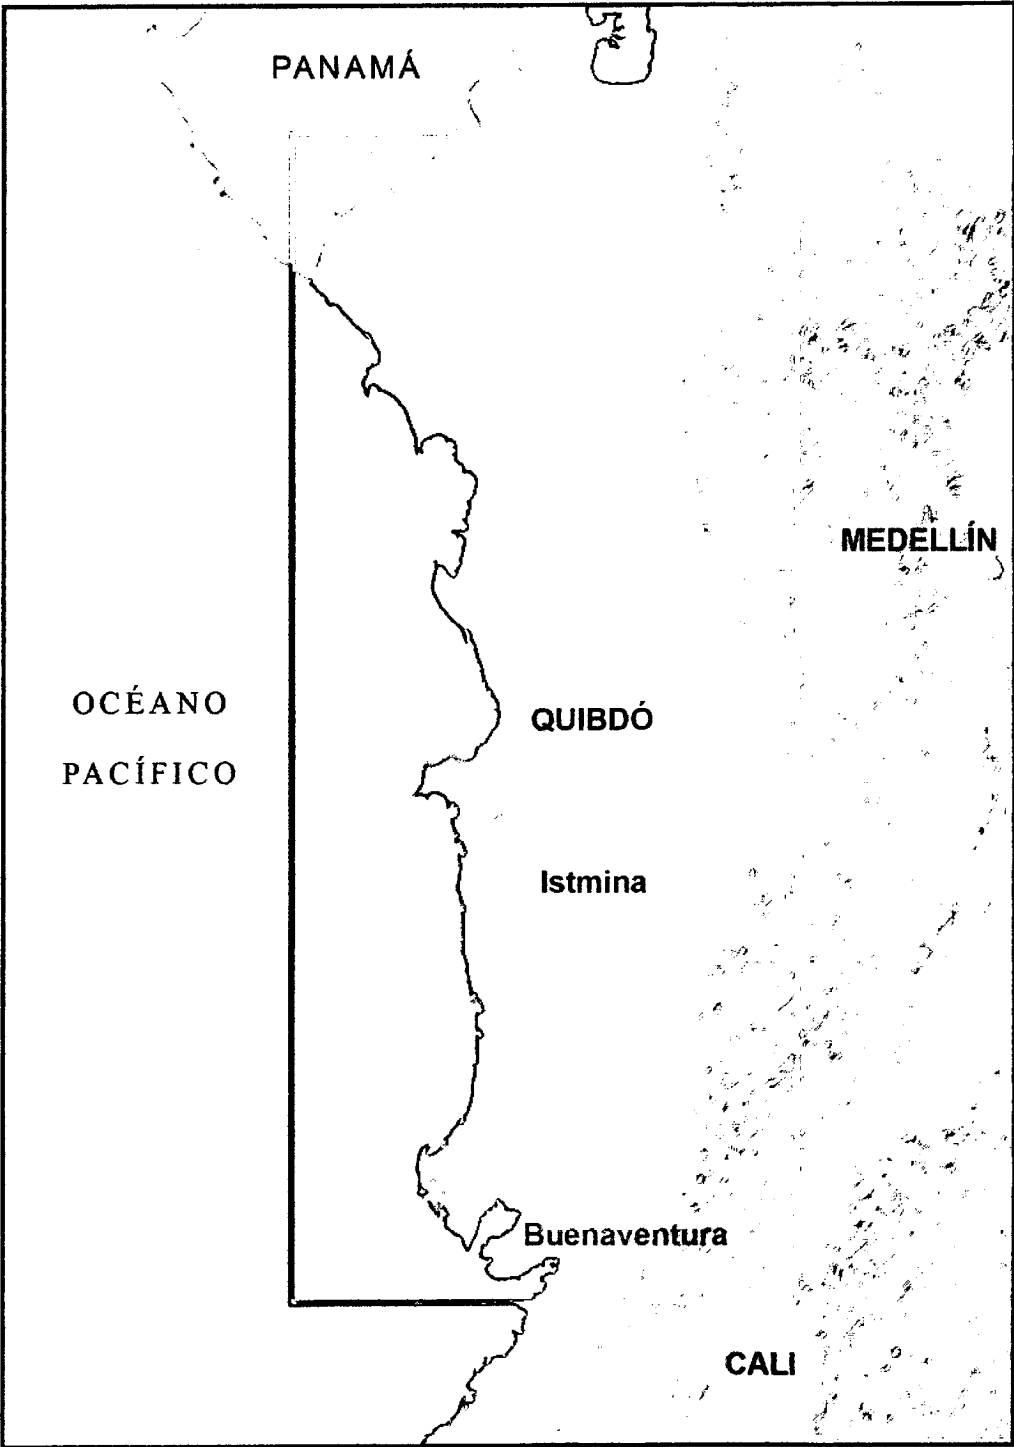 PANAMÁ
MEDELLÍN
OCÉANO
PACÍFICO
QUIBDÓ
Istmina
Buenaventura
CALI